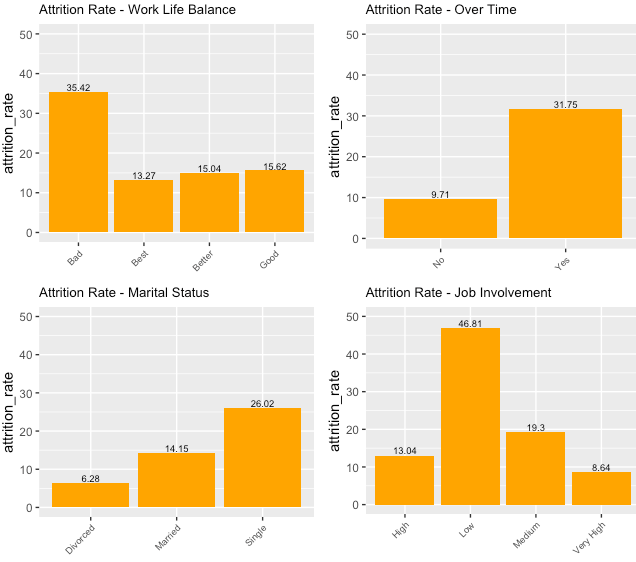 Attrition Rate - Work Life Balance
attrition_rate
50
40
30
20
10
0
35.42
13.27
15.04
15.62
Bad
Best
Better
Good
Attrition Rate - Over Time
attrition_rate
50
40
30
20
10
0
9.71
31.75
No
Yes
Attrition Rate - Marital Status
attrition_rate
50
40
30
20
10
0
6.28
14.15
26.02
Divorced
Married
Single
Attrition Rate - Job Involvement
attrition_rate
50
40
30
20
10
0
13.04
46.81
19.3
8.64
High
Low
Medium
Very High